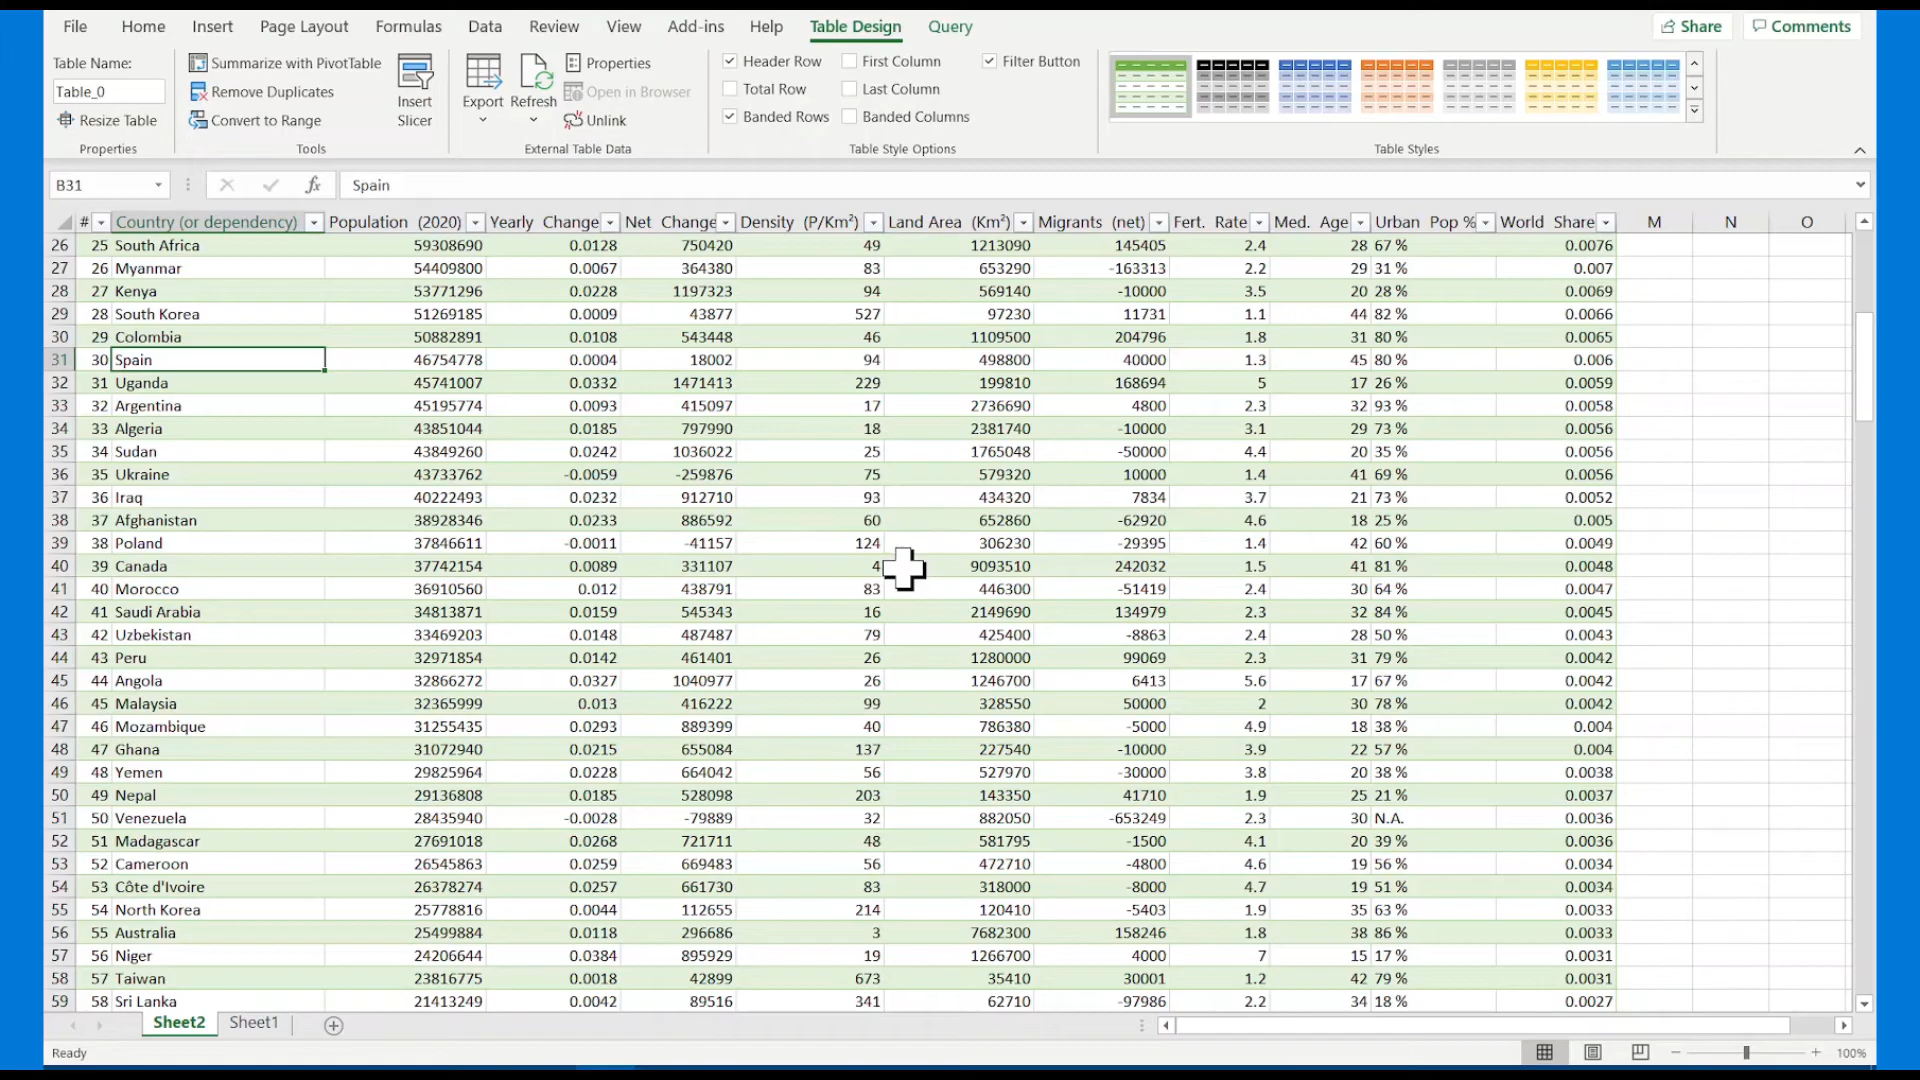 File Home Insert Page Layout Formulas Data Review View Add-ins Help Table Design Query Share Comments
Table Name:
Table_0
Resize Table
Properties
Summarize with PivotTable
Remove Duplicates
Convert to Range
Tools
Insert
Slicer
Export
Refresh
Properties
Open in Browser
Unlink
External Table Data
Header Row First Column Filter Button
Total Row Last Column
Banded Rows Banded Columns
Table Style Options
Table Styles
B31 fx Spain
# Country (or dependency) Population (2020) Yearly Change Net Change Density (P/Km²) Land Area (Km²) Migrants (net) Fert. Rate Med. Age Urban Pop % World Share M N O
26 25 South Africa 59308690 0.0128 750420 49 1213090 145405 2.4 28 67 % 0.0076
27 26 Myanmar 54409800 0.0067 364380 83 653290 -163313 2.2 29 31 % 0.007
28 27 Kenya 53771296 0.0228 1197323 94 569140 -10000 3.5 20 28 % 0.0069
29 28 South Korea 51269185 0.0009 43877 527 97230 11731 1.1 44 82 % 0.0066
30 29 Colombia 50882891 0.0108 543448 46 1109500 204796 1.8 31 80 % 0.0065
31 30 Spain 46754778 0.0004 18002 94 498800 40000 1.3 45 80 % 0.006
32 31 Uganda 45741007 0.0332 1471413 229 199810 168694 5 17 26 % 0.0059
33 32 Argentina 45195774 0.0093 415097 17 2736690 4800 2.3 32 93 % 0.0058
34 33 Algeria 43851044 0.0185 797990 18 2381740 -10000 3.1 29 73 % 0.0056
35 34 Sudan 43849260 0.0242 1036022 25 1765048 -50000 4.4 20 35 % 0.0056
36 35 Ukraine 43733762 -0.0059 -259876 75 579320 10000 1.4 41 69 % 0.0056
37 36 Iraq 40222493 0.0232 912710 93 434320 7834 3.7 21 73 % 0.0052
38 37 Afghanistan 38928346 0.0233 886592 60 652860 -62920 4.6 18 25 % 0.005
39 38 Poland 37846611 -0.0011 -41157 124 306230 -29395 1.4 42 60 % 0.0049
40 39 Canada 37742154 0.0089 331107 4 9093510 242032 1.5 41 81 % 0.0048
41 40 Morocco 36910560 0.012 438791 83 446300 -51419 2.4 30 64 % 0.0047
42 41 Saudi Arabia 34813871 0.0159 545343 16 2149690 134979 2.3 32 84 % 0.0045
43 42 Uzbekistan 33469203 0.0148 487487 79 425400 -8863 2.4 28 50 % 0.0043
44 43 Peru 32971854 0.0142 461401 26 1280000 99069 2.3 31 79 % 0.0042
45 44 Angola 32866272 0.0327 1040977 26 1246700 6413 5.6 17 67 % 0.0042
46 45 Malaysia 32365999 0.013 416222 99 328550 50000 2 30 78 % 0.0042
47 46 Mozambique 31255435 0.0293 889399 40 786380 -5000 4.9 18 38 % 0.004
48 47 Ghana 31072940 0.0215 655084 137 227540 -10000 3.9 22 57 % 0.004
49 48 Yemen 29825964 0.0228 664042 56 527970 -30000 3.8 20 38 % 0.0038
50 49 Nepal 29136808 0.0185 528098 203 143350 41710 1.9 25 21 % 0.0037
51 50 Venezuela 28435940 -0.0028 -79889 32 882050 -653249 2.3 30 N.A. 0.0036
52 51 Madagascar 27691018 0.0268 721711 48 581795 -1500 4.1 20 39 % 0.0036
53 52 Cameroon 26545863 0.0259 669483 56 472710 -4800 4.6 19 56 % 0.0034
54 53 Côte d'Ivoire 26378274 0.0257 661730 83 318000 -8000 4.7 19 51 % 0.0034
55 54 North Korea 25778816 0.0044 112655 214 120410 -5403 1.9 35 63 % 0.0033
56 55 Australia 25499884 0.0118 296686 3 7682300 158246 1.8 38 86 % 0.0033
57 56 Niger 24206644 0.0384 895929 19 1266700 4000 7 15 17 % 0.0031
58 57 Taiwan 23816775 0.0018 42899 673 35410 30001 1.2 42 79 % 0.0031
59 58 Sri Lanka 21413249 0.0042 89516 341 62710 -97986 2.2 34 18 % 0.0027
Sheet2 Sheet1
Ready 100%